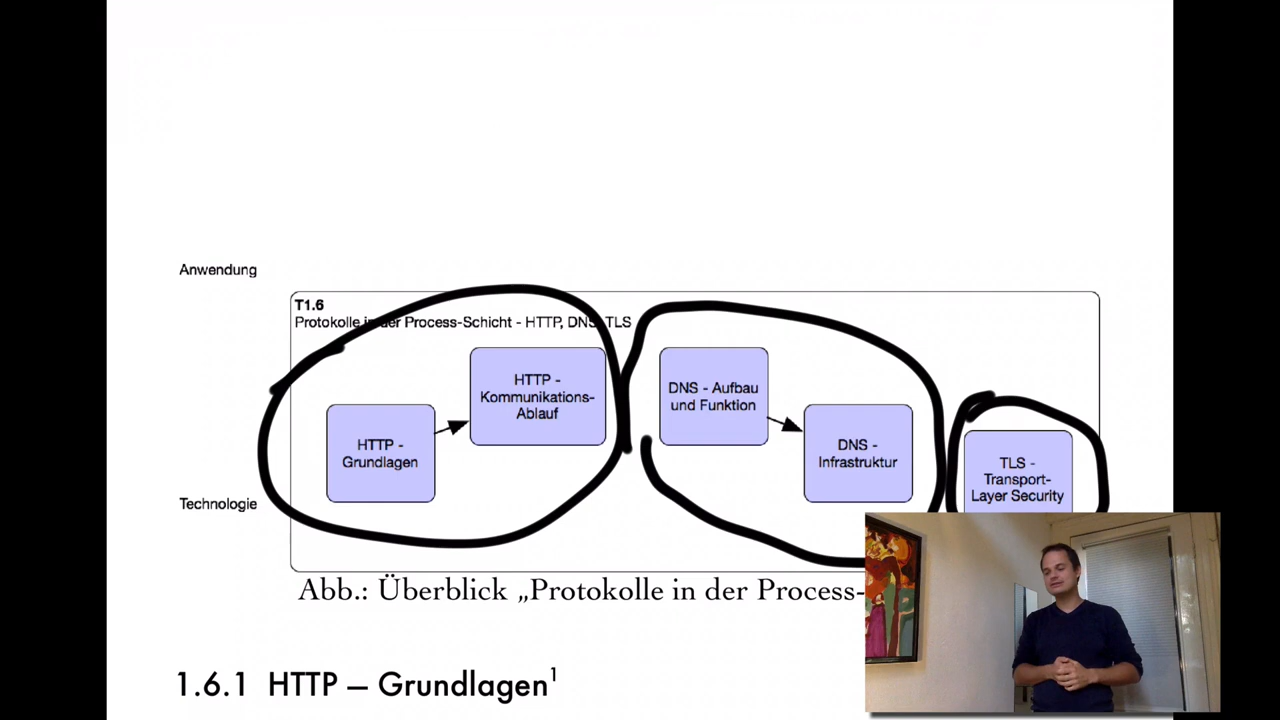 Anwendung
T1.6
Protokolle in der Process-Schicht - HTTP, DNS, TLS
HTTP -
Kommunikations-
Ablauf
HTTP -
Grundlagen
DNS - Aufbau
und Funktion
DNS -
Infrastruktur
TLS -
Transport-
Layer Security
Technologie
Abb.: Überblick „Protokolle in der Process-
1.6.1 HTTP — Grundlagen¹